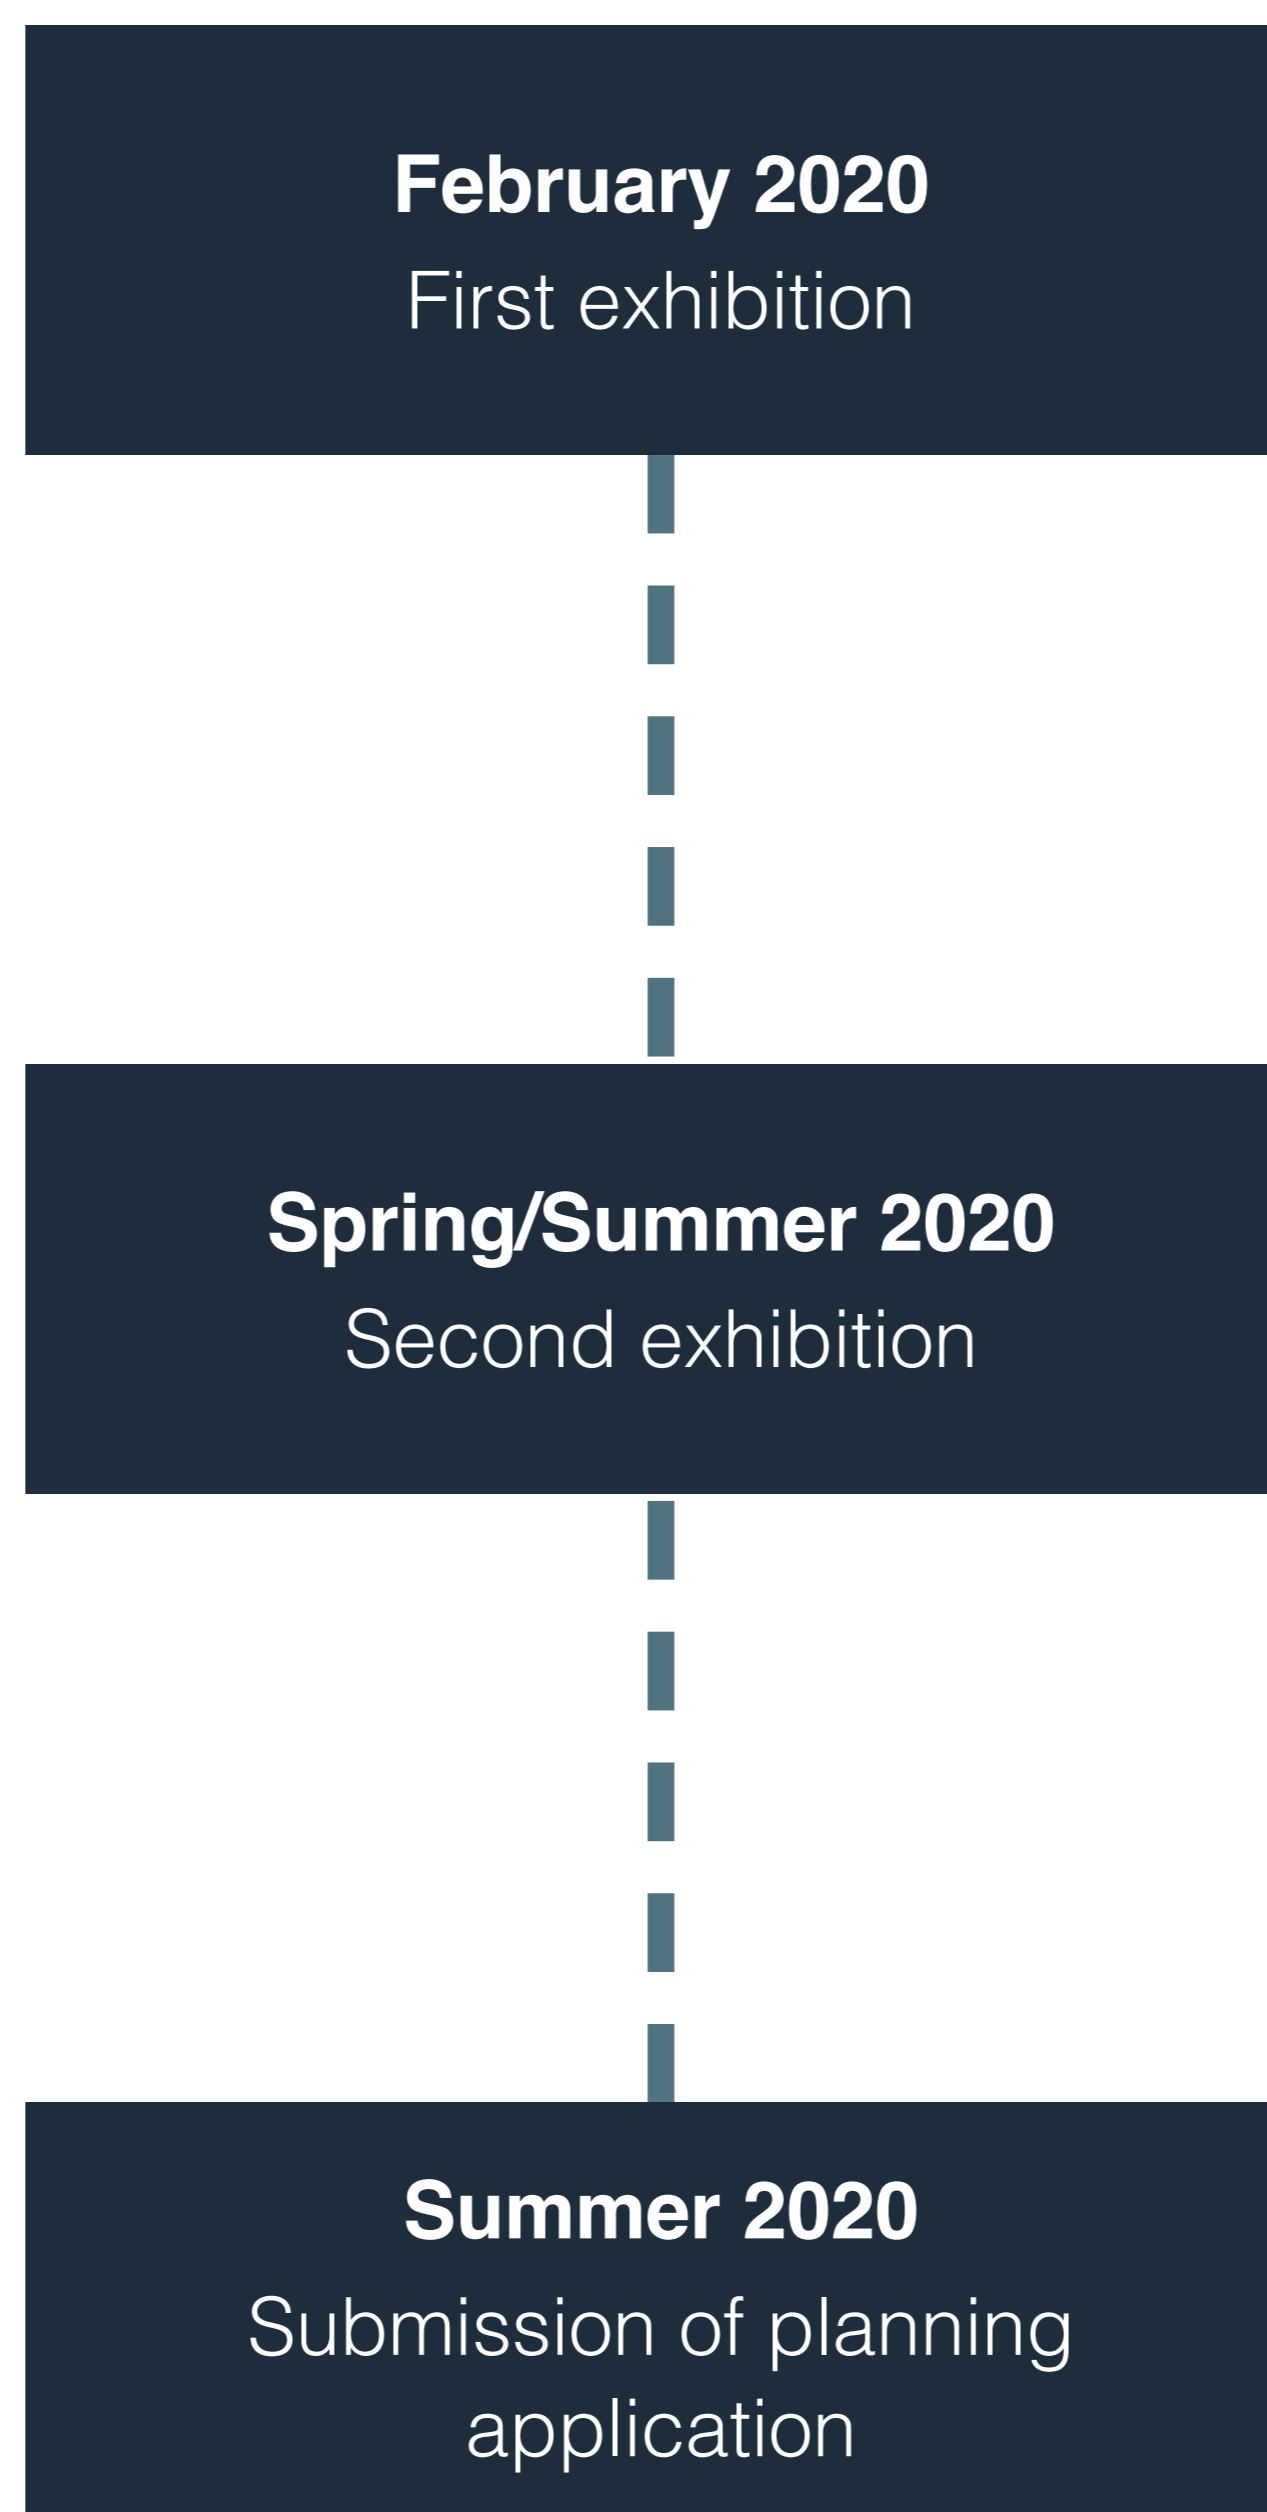 February 2020
First exhibition
Spring/Summer 2020
Second exhibition
Summer 2020
Submission of planning
application